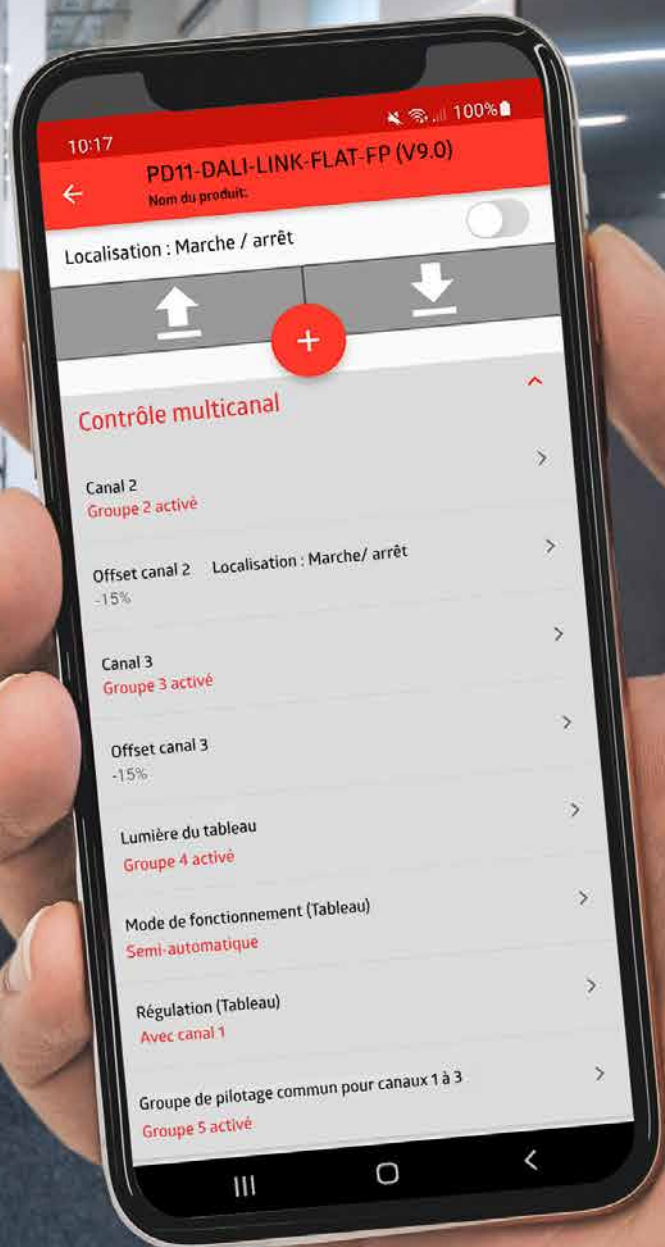 10:17
100%
PD11-DALI-LINK-FLAT-FP (V9.0)
Nom du produit:
Localisation : Marche / arrêt
Contrôle multicanal
Canal 2
Groupe 2 activé
Offset canal 2 Localisation : Marche/ arrêt
-15%
Canal 3
Groupe 3 activé
Offset canal 3
-15%
Lumière du tableau
Groupe 4 activé
Mode de fonctionnement (Tableau)
Semi-automatique
Régulation (Tableau)
Avec canal 1
Groupe de pilotage commun pour canaux 1 à 3
Groupe 5 activé